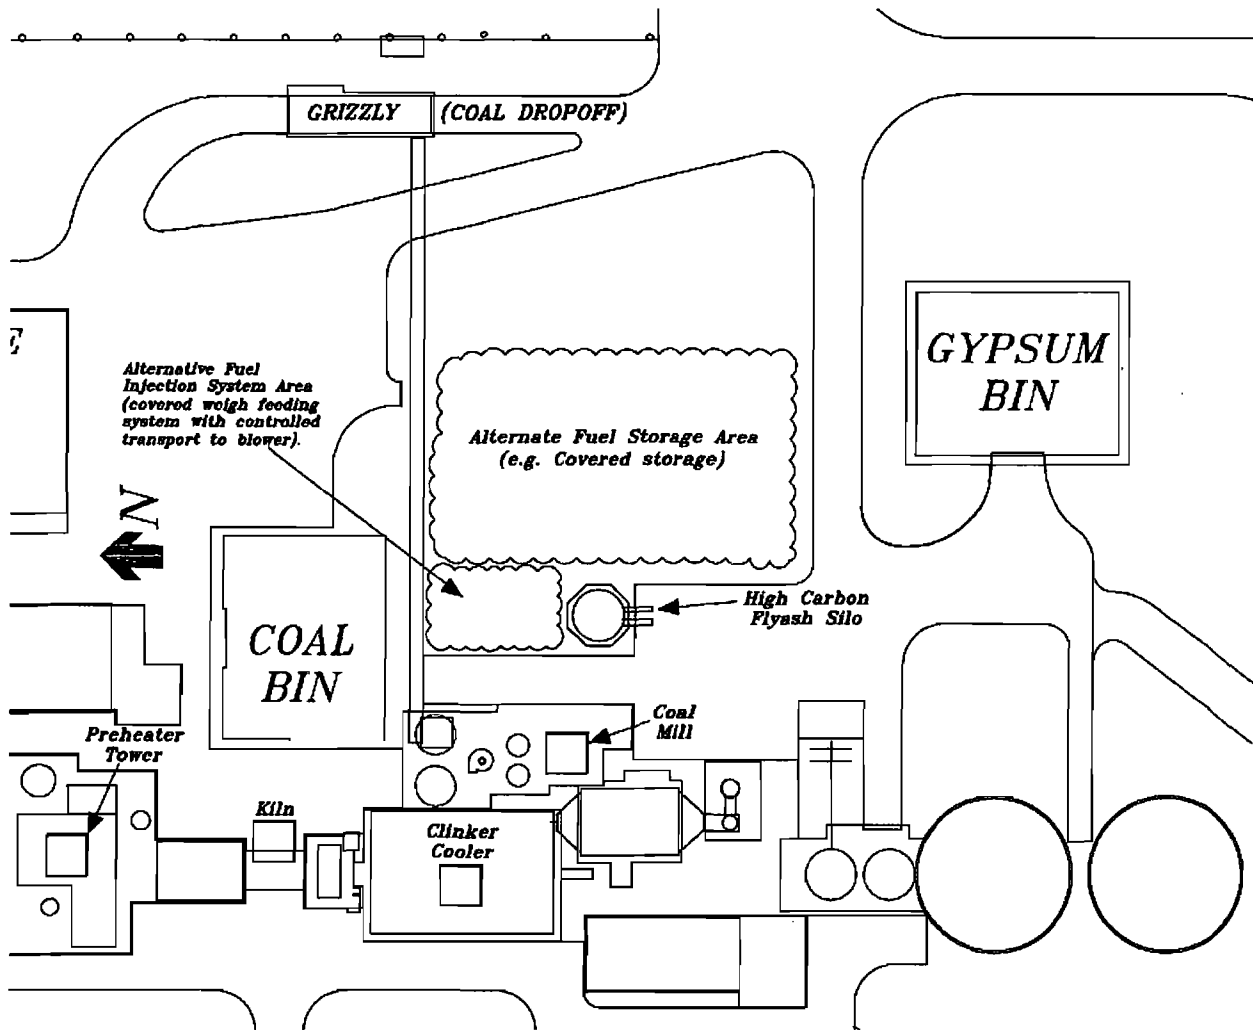 GRIZZLY (COAL DROPOFF)
E
GYPSUM
BIN
Alternative Fuel
Injection System Area
(covered weigh feeding
system with controlled
transport to blower).
Alternate Fuel Storage Area
(e.g. Covered storage)
N
High Carbon
Flyash Silo
COAL
BIN
Coal
Mill
Preheater
Tower
Kiln
Clinker
Cooler